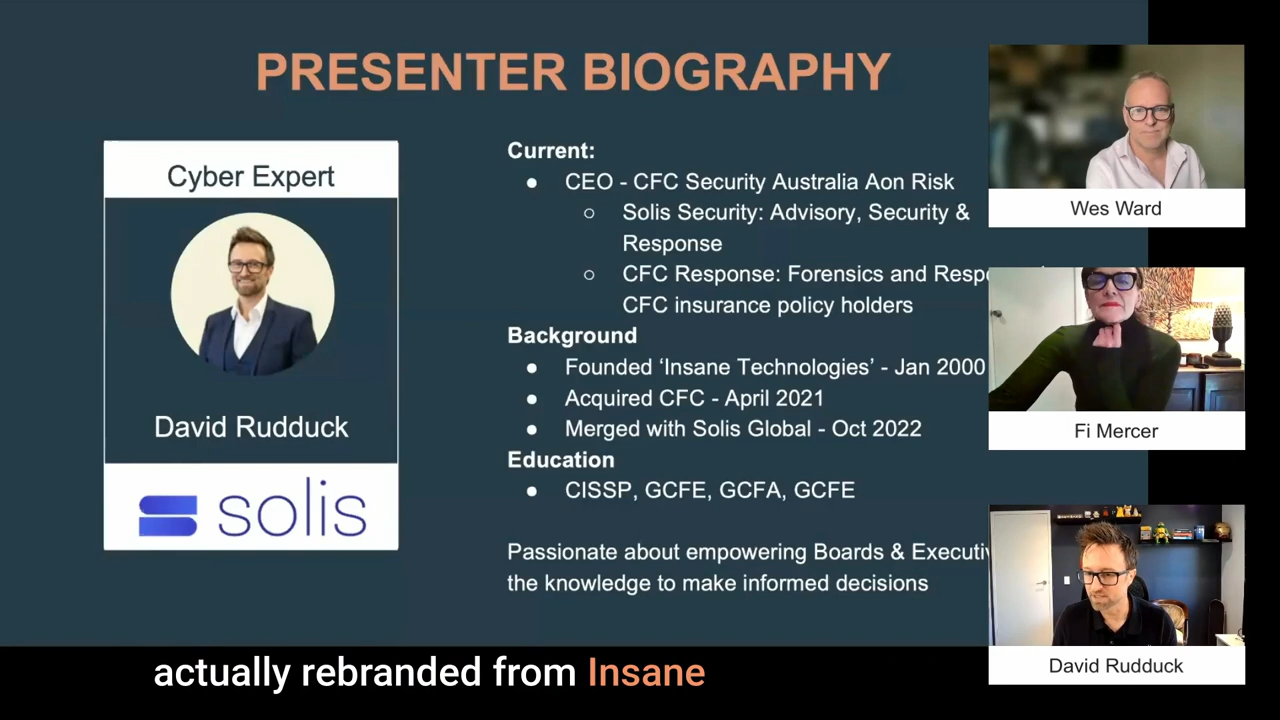 PRESENTER BIOGRAPHY
Cyber Expert
David Rudduck
solis
Current:
● CEO - CFC Security Australia Aon Risk
○ Solis Security: Advisory, Security &
Response
○ CFC Response: Forensics and
CFC insurance policy holders
Background
● Founded ‘Insane Technologies’ - Jan 2000
● Acquired CFC - April 2021
● Merged with Solis Global - Oct 2022
Education
● CISSP, GCFE, GCFA, GCFE
Passionate about empowering Boards &
the knowledge to make informed decisions
Wes Ward
Fi Mercer
David Rudduck
actually rebranded from Insane